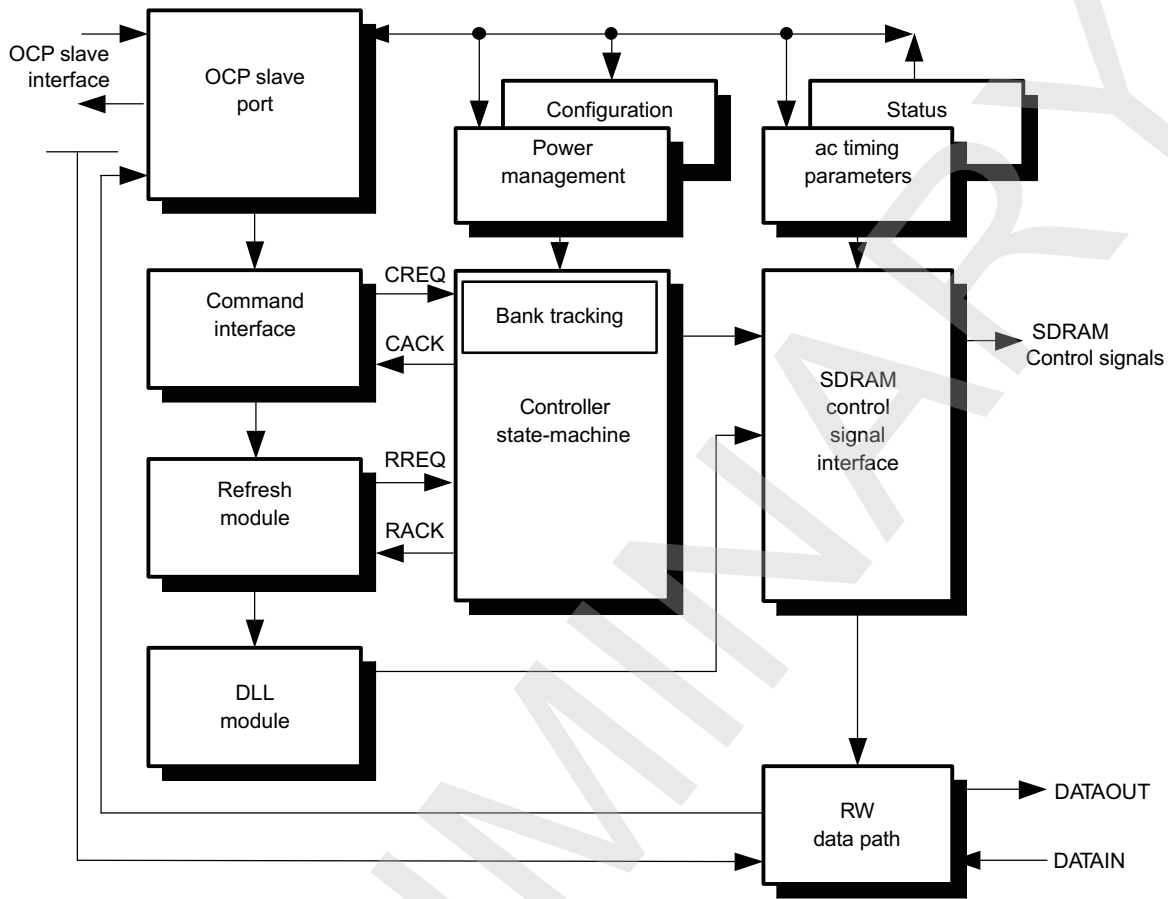 OCP slave
interface
OCP slave
port
Configuration
Power
management
Status
ac timing
parameters
Command
interface
CREQ
CACK
Bank tracking
Controller
state-machine
SDRAM
control
signal
interface
SDRAM
Control signals
Refresh
module
RREQ
RACK
DLL
module
RW
data path
DATAOUT
DATAIN
IMINARY